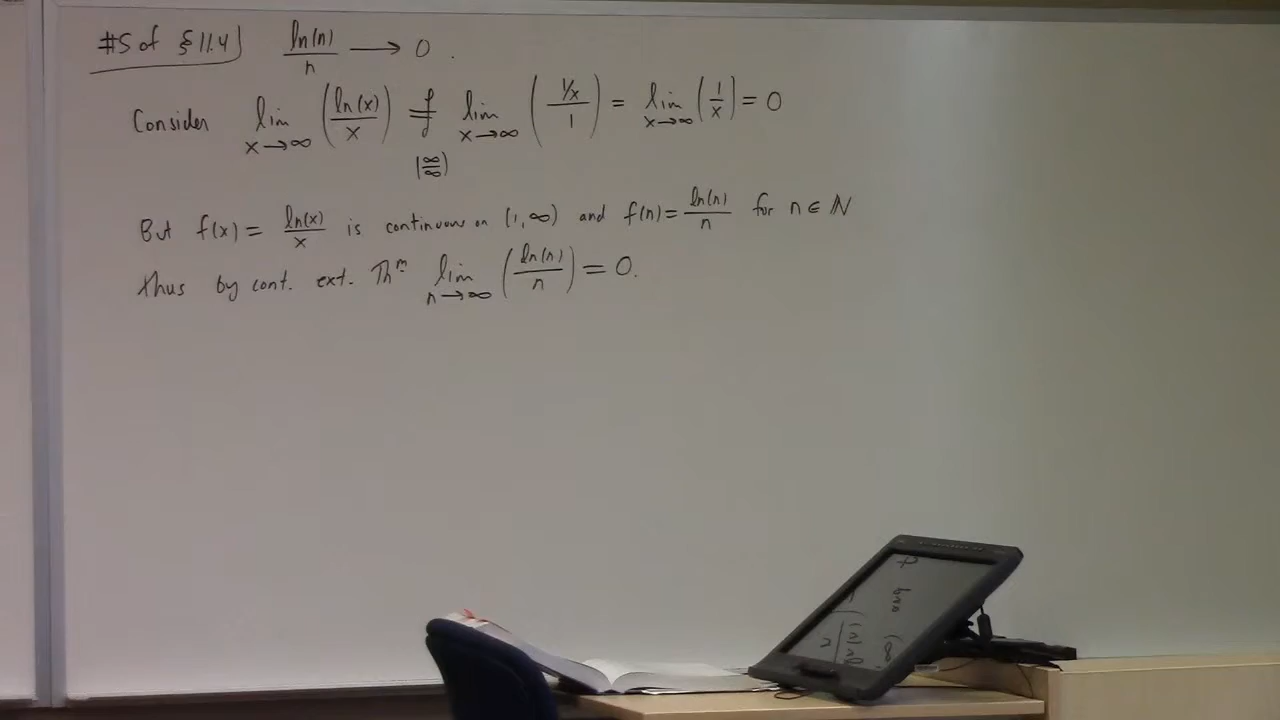 #5 of §11.4 ln(n)/n → 0.
Consider lim x→∞ (ln(x)/x) = lim x→∞ (1/x / 1) = lim x→∞ (1/x) = 0
(∞/∞)
But f(x) = ln(x)/x is continuous on (1,∞) and f(n) = ln(n)/n for n ∈ ℕ
thus by cont. ext. Thm lim n→∞ (ln(n)/n) = 0.